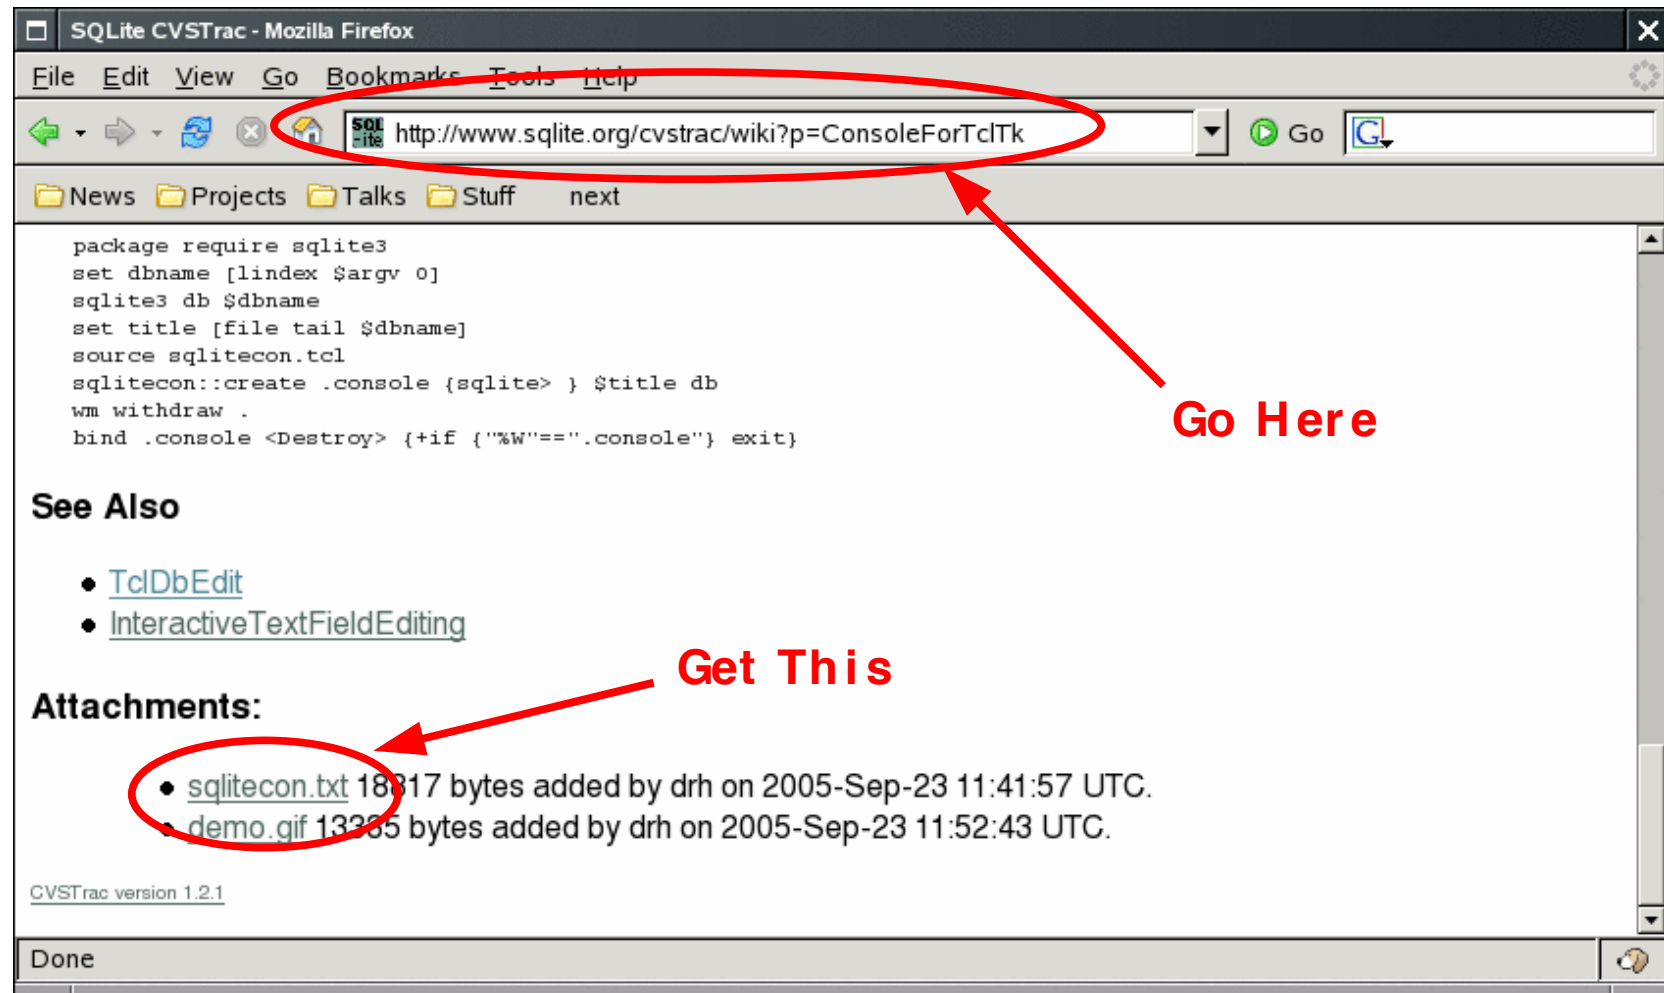 SQLite CVSTrac - Mozilla Firefox
File Edit View Go Bookmarks Tools Help
SQL -ite http://www.sqlite.org/cvstrac/wiki?p=ConsoleForTclTk Go G
News Projects Talks Stuff next
package require sqlite3
set dbname [lindex $argv 0]
sqlite3 db $dbname
set title [file tail $dbname]
source sqlitecon.tcl
sqlitecon::create .console {sqlite> } $title db
wm withdraw .
bind .console <Destroy> {+if {"%W"==".console"} exit}
Go Here
See Also
• TclDbEdit
• InteractiveTextFieldEditing
Get This
Attachments:
• sqlitecon.txt 18817 bytes added by drh on 2005-Sep-23 11:41:57 UTC.
• demo.gif 13335 bytes added by drh on 2005-Sep-23 11:52:43 UTC.
CVSTrac version 1.2.1
Done